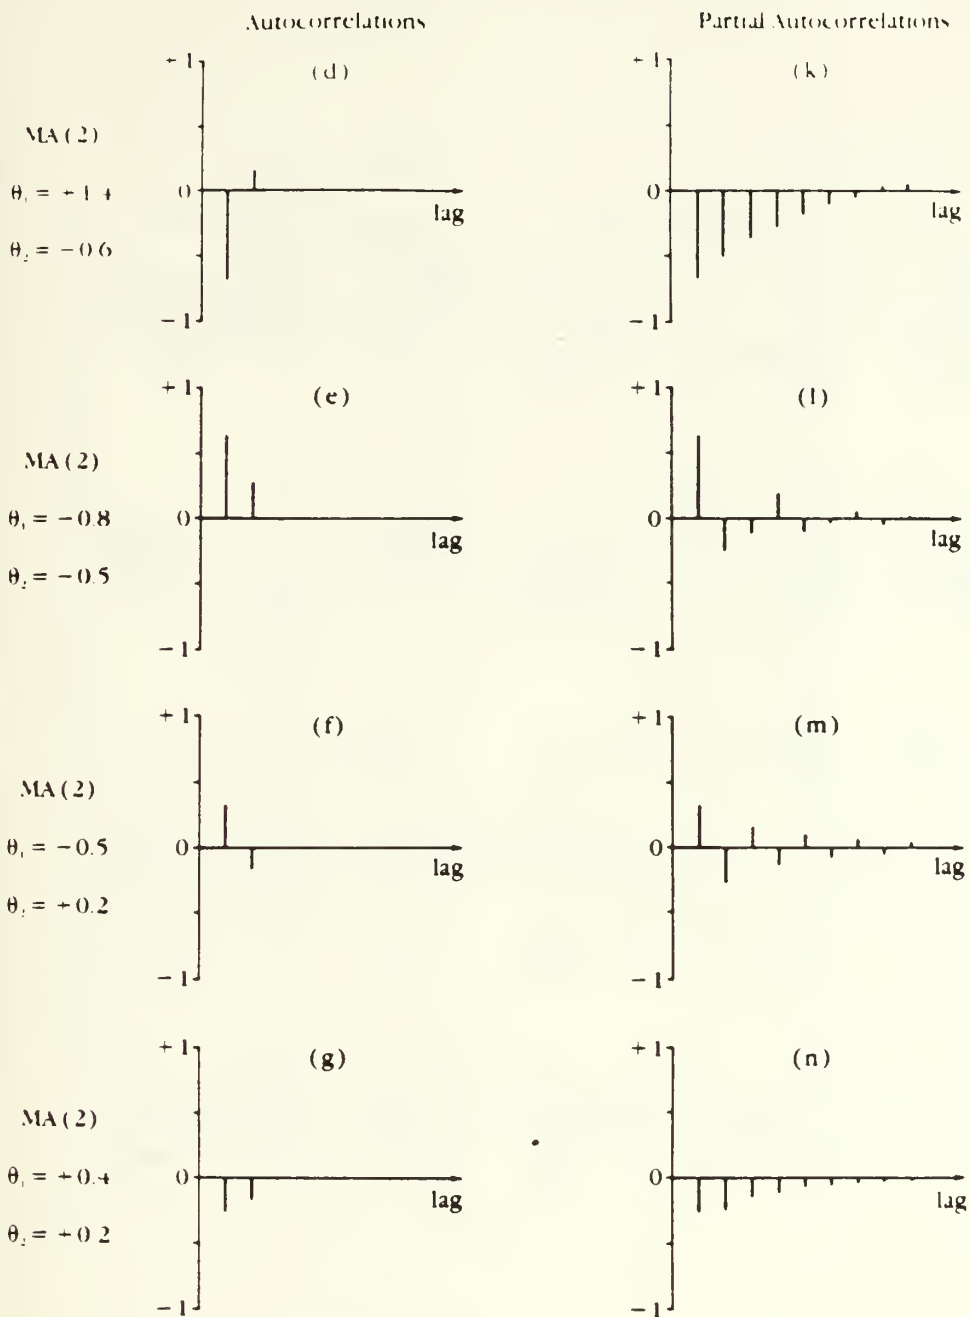 Autocorrelations
Partial Autocorrelations
MA(2)
θ₁ = +1.4
θ₂ = −0.6
(d)
+1
0
−1
lag
(k)
+1
0
−1
lag
MA(2)
θ₁ = −0.8
θ₂ = −0.5
(e)
+1
0
−1
lag
(l)
+1
0
−1
lag
MA(2)
θ₁ = −0.5
θ₂ = +0.2
(f)
+1
0
−1
lag
(m)
+1
0
−1
lag
MA(2)
θ₁ = +0.4
θ₂ = +0.2
(g)
+1
0
−1
lag
(n)
+1
0
−1
lag